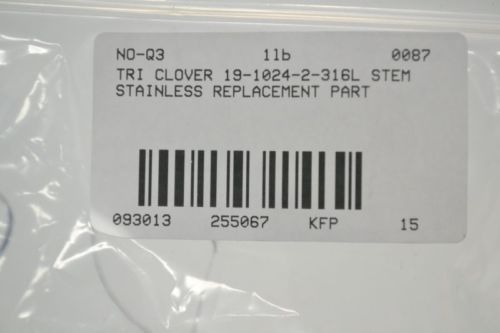 NO-Q3 1lb 0087
TRI CLOVER 19-1024-2-316L STEM
STAINLESS REPLACEMENT PART
093013 255067 KFP 15